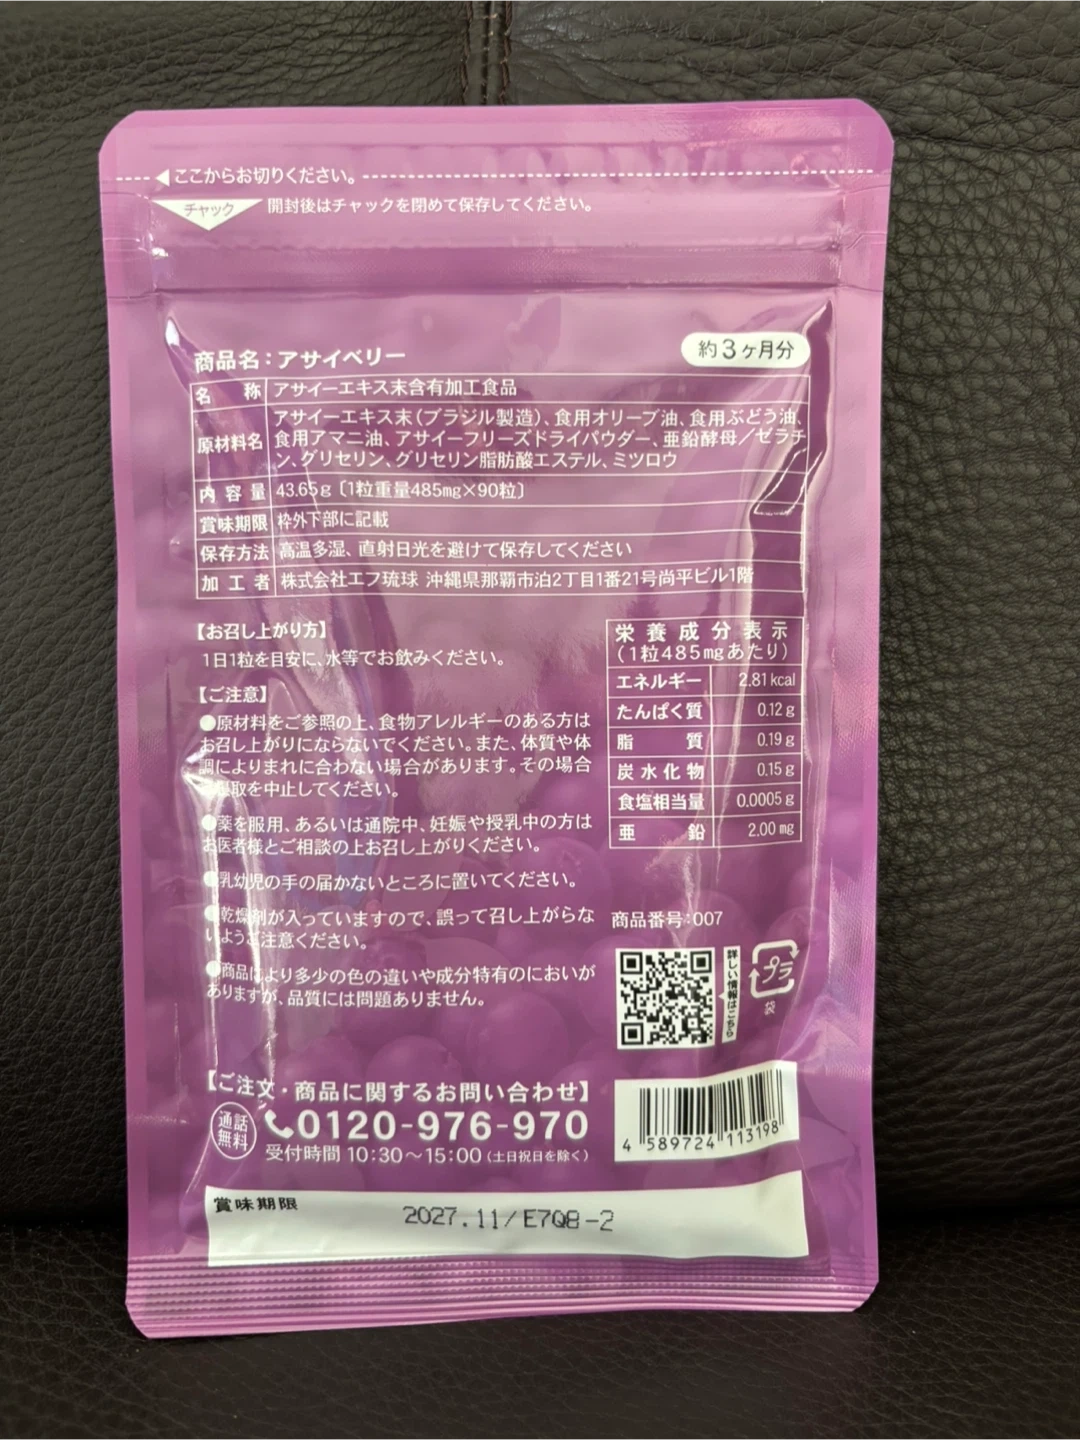 ここからお切りください。
チャック
開封後はチャックを閉めて保存してください。
商品名：アサイベリー
約3ヶ月分
名 称 アサイーエキス末含有加工食品
原材料名 アサイーエキス末（ブラジル製造）、食用オリーブ油、食用ぶどう油、
食用アマニ油、アサイーフリーズドライパウダー、亜鉛酵母／ゼラチ
ン、グリセリン、グリセリン脂肪酸エステル、ミツロウ
内 容 量 43.65g〔1粒重量485mg×90粒〕
賞味期限 枠外下部に記載
保存方法 高温多湿、直射日光を避けて保存してください
加 工 者 株式会社エフ琉球 沖縄県那覇市泊2丁目1番21号尚平ビル1階
【お召し上がり方】
1日1粒を目安に、水等でお飲みください。
【ご注意】
●原材料をご参照の上、食物アレルギーのある方は
お召し上がりにならないでください。また、体質や体
調によりまれに合わない場合があります。その場合
取を中止してください。
●薬を服用、あるいは通院中、妊娠や授乳中の方は
お医者様とご相談の上お召し上がりください。
●乳幼児の手の届かないところに置いてください。
●乾燥剤が入っていますので、誤って召し上がらな
いようご注意ください。
●商品により多少の色の違いや成分特有のにおいが
ありますが、品質には問題ありません。
栄養成分表示
（1粒485mgあたり）
エネルギー 2.81kcal
たんぱく質 0.12g
脂 質 0.19g
炭水化物 0.15g
食塩相当量 0.0005g
亜 鉛 2.00mg
商品番号：007
詳しい情報はこちら
プラ
袋
【ご注文・商品に関するお問い合わせ】
通話
無料
0120-976-970
受付時間 10:30～15:00（土日祝日を除く）
4 589724 113198
賞味期限
2027.11/E7Q8-2